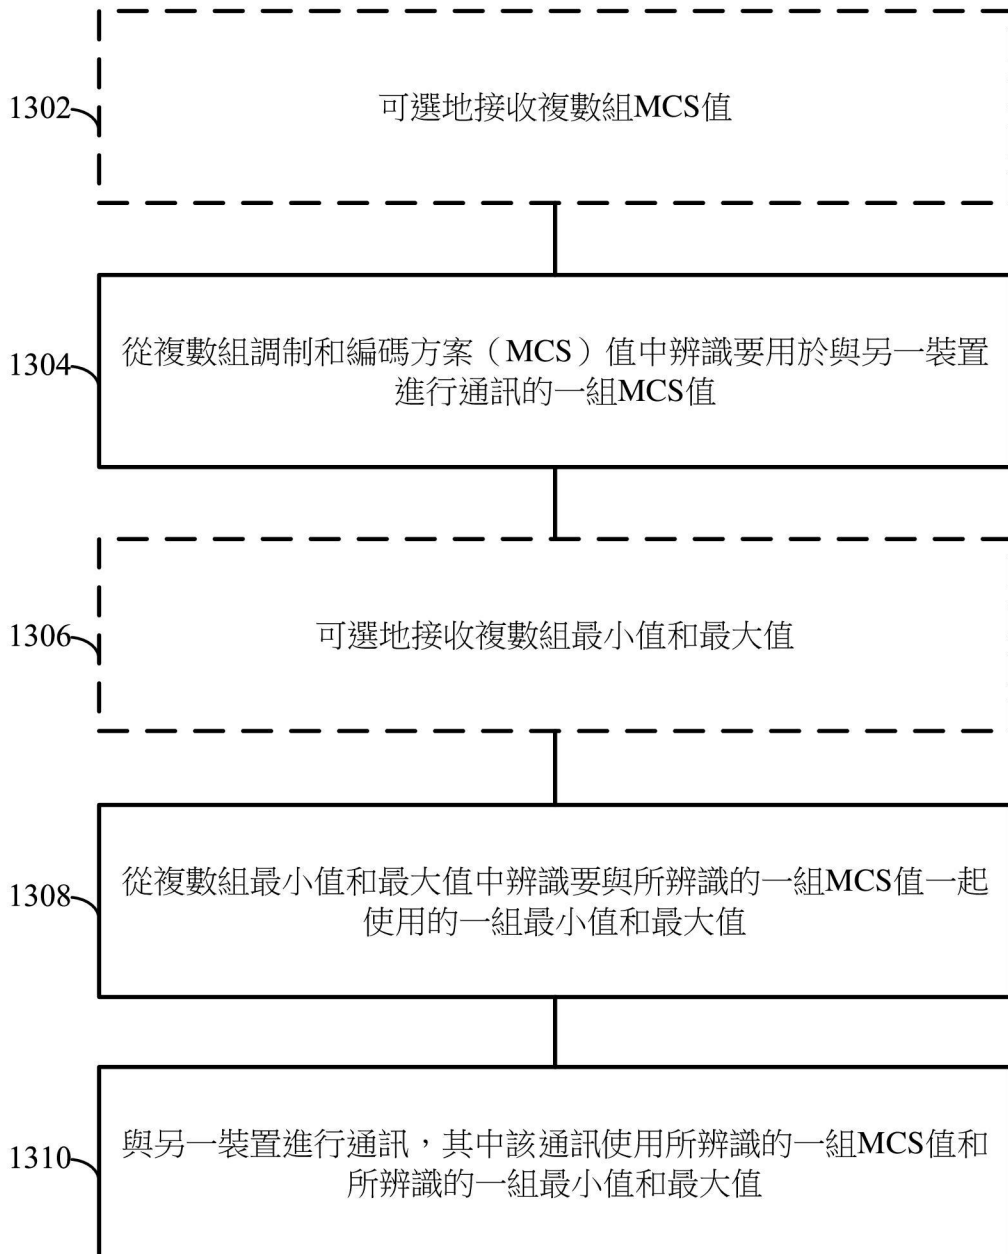 1302
可選地接收複數組MCS值
1304
從複數組調制和編碼方案（MCS）值中辨識要用於與另一裝置
進行通訊的一組MCS值
1306
可選地接收複數組最小值和最大值
1308
從複數組最小值和最大值中辨識要與所辨識的一組MCS值一起
使用的一組最小值和最大值
1310
與另一裝置進行通訊，其中該通訊使用所辨識的一組MCS值和
所辨識的一組最小值和最大值